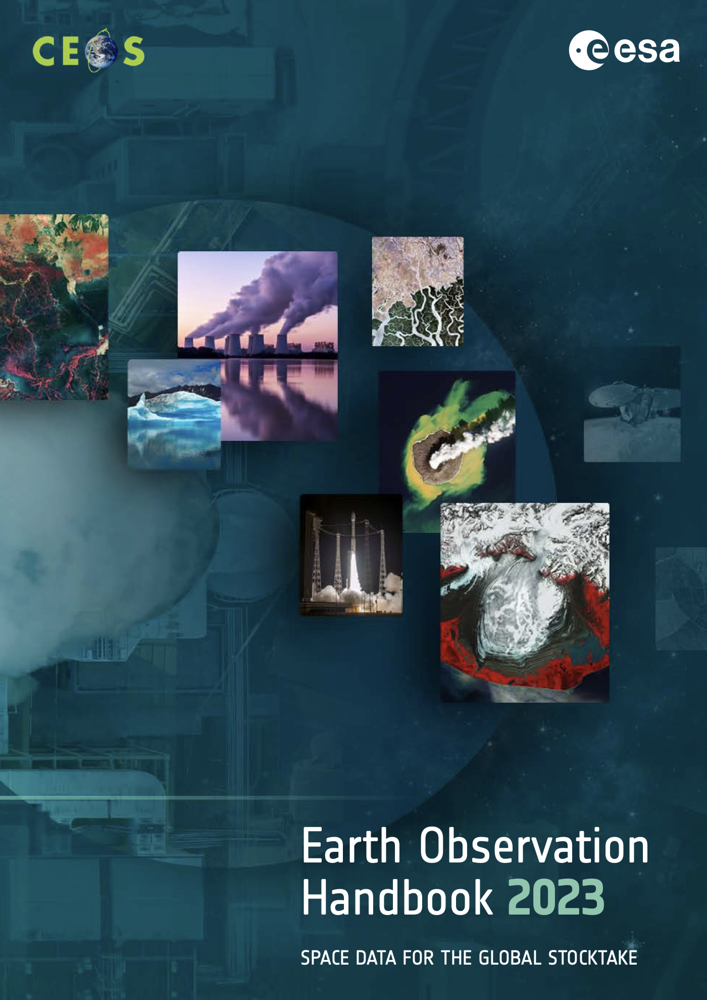 CEOS
esa
Earth Observation
Handbook 2023
SPACE DATA FOR THE GLOBAL STOCKTAKE